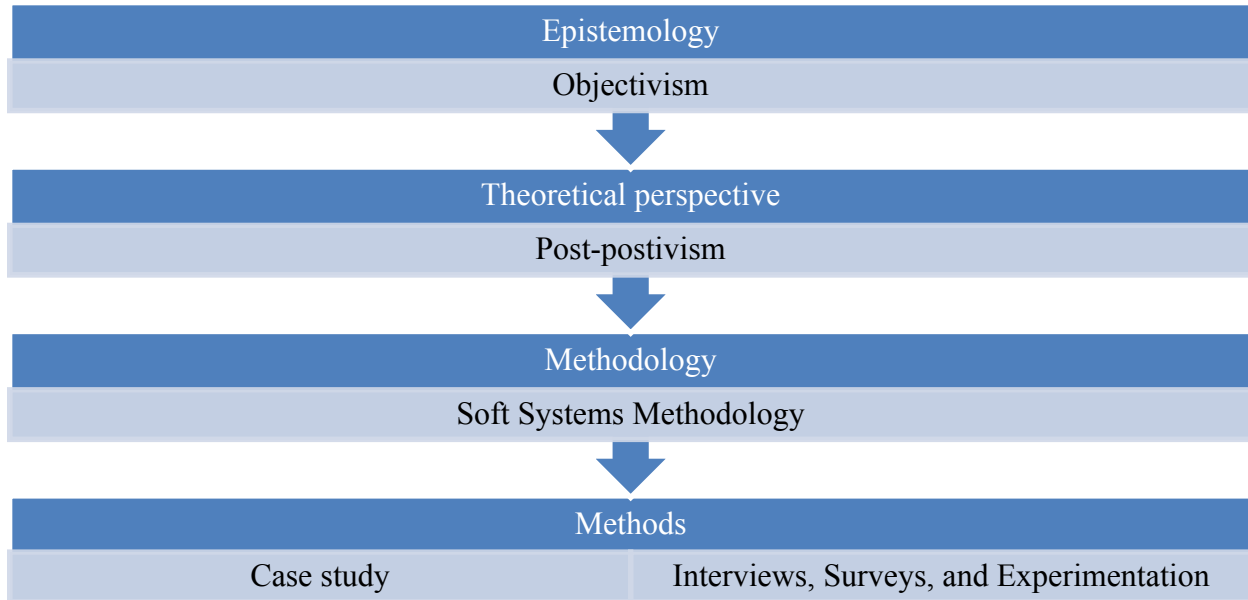 Epistemology
Objectivism
Theoretical perspective
Post-postivism
Methodology
Soft Systems Methodology
Methods
Case study
Interviews, Surveys, and Experimentation